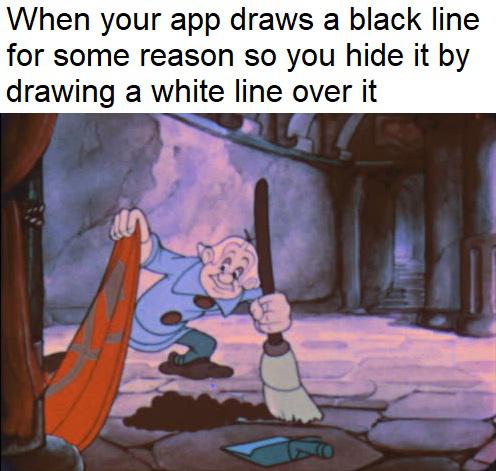 When your app draws a black line
for some reason so you hide it by
drawing a white line over it